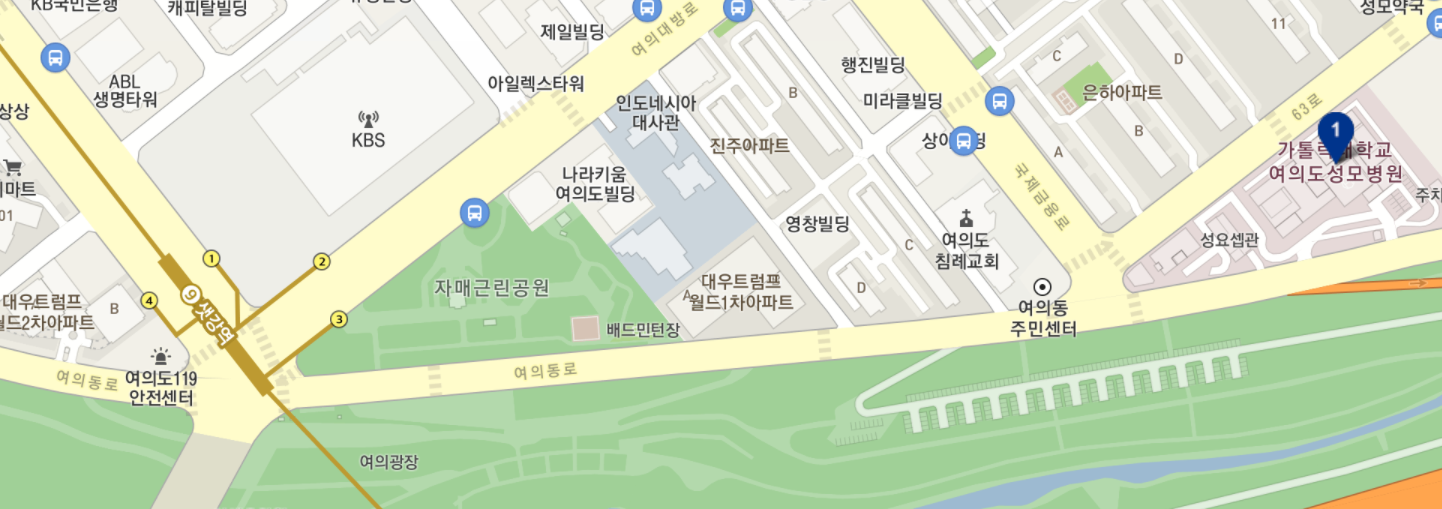 KB국민은행
캐피탈빌딩
제일빌딩
여의대방로
성모약국
11
ABL
생명타워
아일렉스타워
행진빌딩
C
D
B
인도네시아
대사관
미라클빌딩
은하아파트
63로
상상
KBS
진주아파트
B
A
1
가톨릭대학교
여의도성모병원
나라키움
여의도빌딩
국제금융로
01
영창빌딩
여의도
침례교회
성요셉관
C
1
2
자매근린공원
D
대우트럼프
월드1차아파트
A
9 샛강역
4
3
대우트럼프
월드2차아파트
B
배드민턴장
여의동
주민센터
여의도119
안전센터
여의동로
여의동로
여의광장